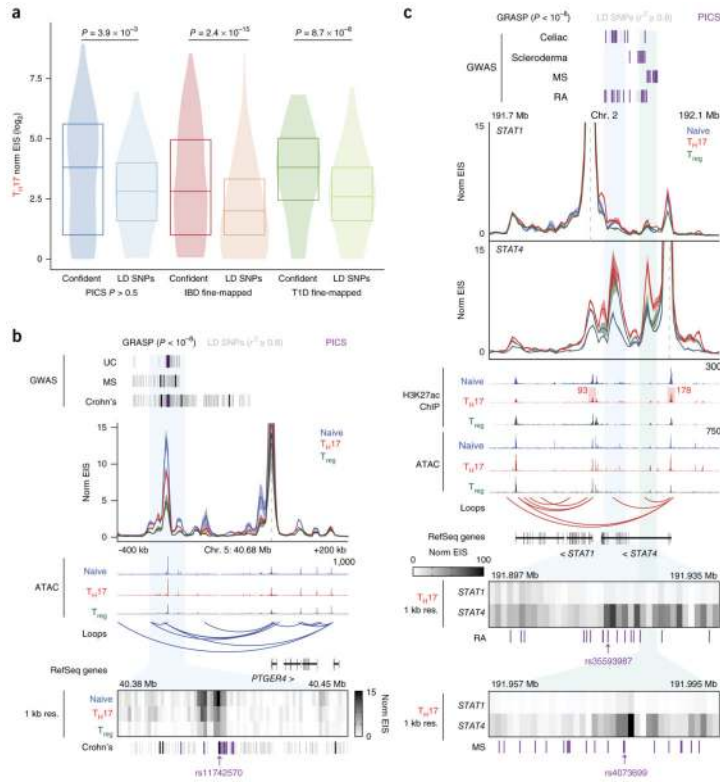 a
P = 3.9 × 10⁻³
P = 2.4 × 10⁻¹⁵
P = 8.7 × 10⁻⁸
TH17 norm EIS (log₂)
7.5
5.0
2.5
0
Confident
LD SNPs
Confident
LD SNPs
Confident
LD SNPs
PICS P > 0.5
IBD fine-mapped
T1D fine-mapped
b
GRASP (P < 10⁻⁶)
LD SNPs (r² ≥ 0.8)
PICS
GWAS
UC
MS
Crohn's
Norm EIS
15
10
5
0
Naive
TH17
Treg
-400 kb
Chr. 5: 40.68 Mb
+200 kb
1,000
ATAC
Naive
TH17
Treg
Loops
RefSeq genes
PTGER4 >
40.38 Mb
40.45 Mb
1 kb res.
Naive
TH17
Treg
15
0
Norm EIS
Crohn's
rs11742570
c
GRASP (P < 10⁻⁶)
LD SNPs (r² ≥ 0.8)
PICS
GWAS
Celiac
Scleroderma
MS
RA
191.7 Mb
Chr. 2
192.1 Mb
STAT1
Naive
TH17
Treg
Norm EIS
15
0
STAT4
Norm EIS
15
0
300
H3K27ac
ChIP
Naive
TH17
Treg
93
178
750
ATAC
Naive
TH17
Treg
Loops
RefSeq genes
< STAT1
< STAT4
Norm EIS
0
100
191.897 Mb
191.935 Mb
TH17
1 kb res.
STAT1
STAT4
RA
rs35593987
191.957 Mb
191.995 Mb
TH17
1 kb res.
STAT1
STAT4
MS
rs4073699